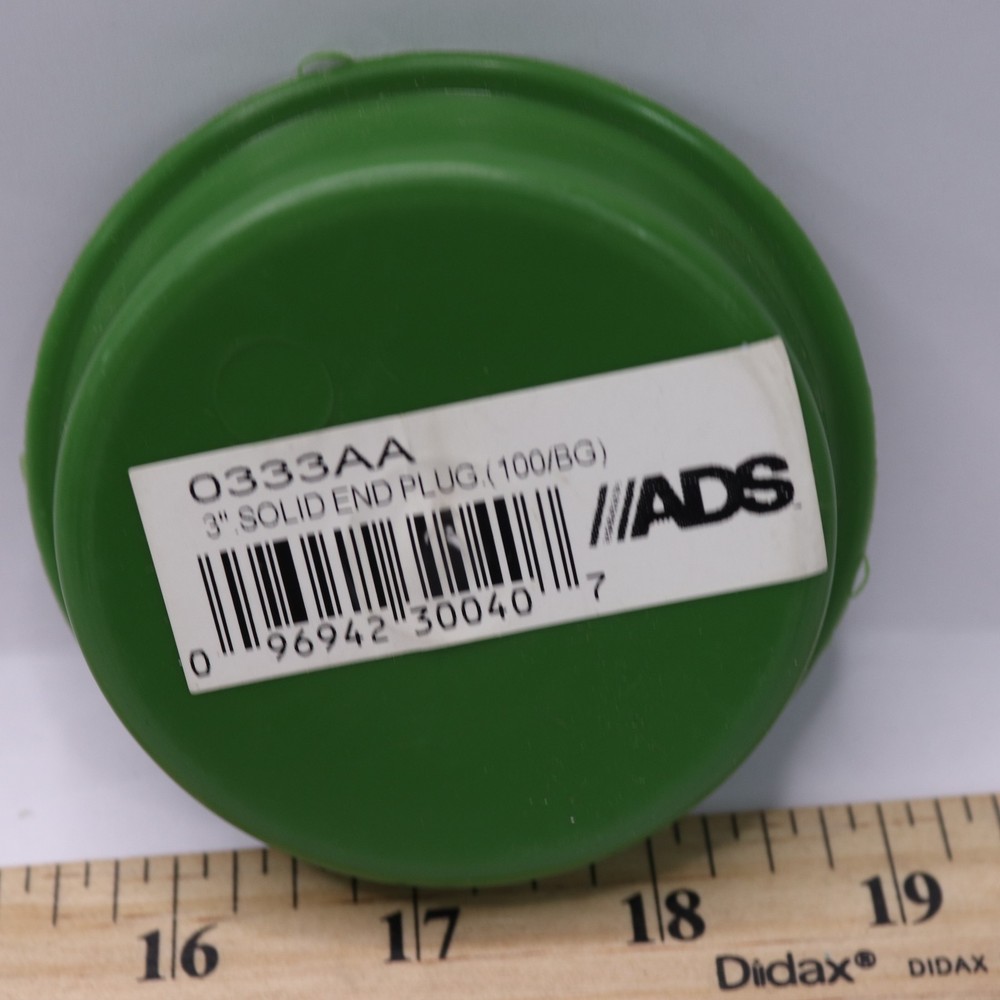 0333AA
3" .SOLID END PLUG.(100/BG)
ADS
0 96942 30040 7
16 17 18 19
Didax® DIDAX